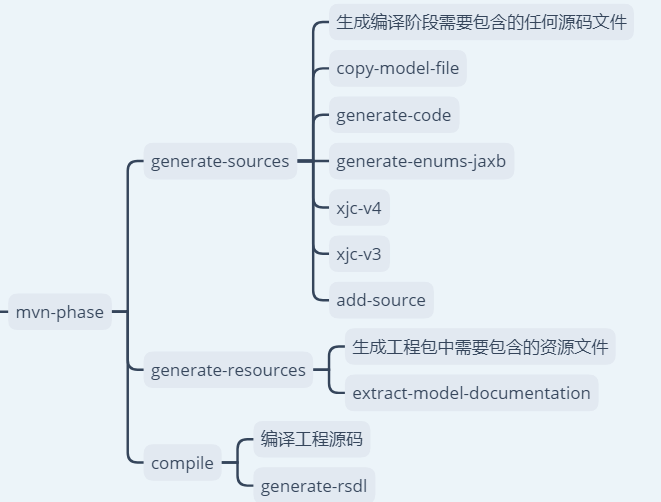 mvn-phase
generate-sources
生成编译阶段需要包含的任何源码文件
copy-model-file
generate-code
generate-enums-jaxb
xjc-v4
xjc-v3
add-source
generate-resources
生成工程包中需要包含的资源文件
extract-model-documentation
compile
编译工程源码
generate-rsdl